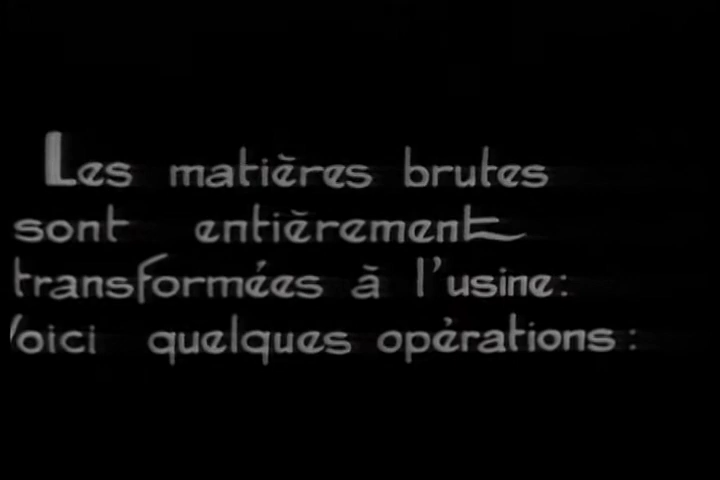 Les matières brutes
sont entièrement
transformées à l'usine:
Voici quelques opérations: